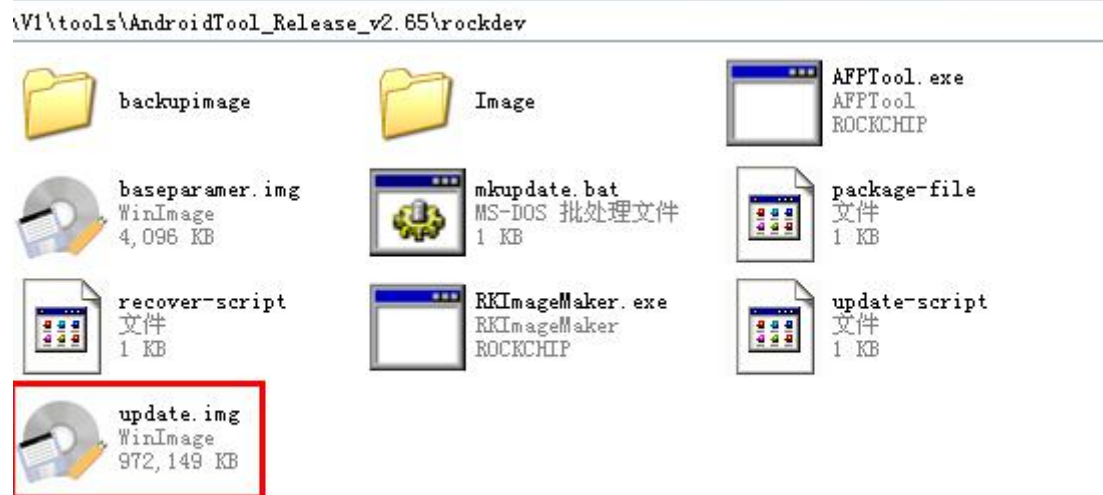 \V1\tools\AndroidTool_Release_v2.65\rockdev
backupimage
Image
AFPTool.exe
AFPTool
ROCKCHIP
baseparamer.img
WinImage
4,096 KB
mkupdate.bat
MS-DOS 批处理文件
1 KB
package-file
文件
1 KB
recover-script
文件
1 KB
RKImageMaker.exe
RKImageMaker
ROCKCHIP
update-script
文件
1 KB
update.img
WinImage
972,149 KB